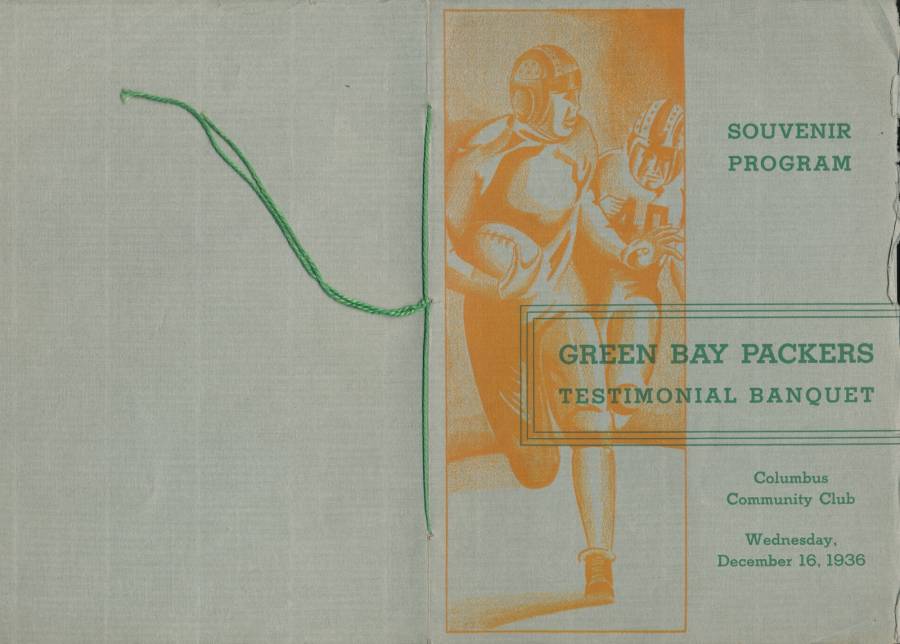 SOUVENIR
PROGRAM
GREEN BAY PACKERS
TESTIMONIAL BANQUET
Columbus
Community Club
Wednesday,
December 16, 1936